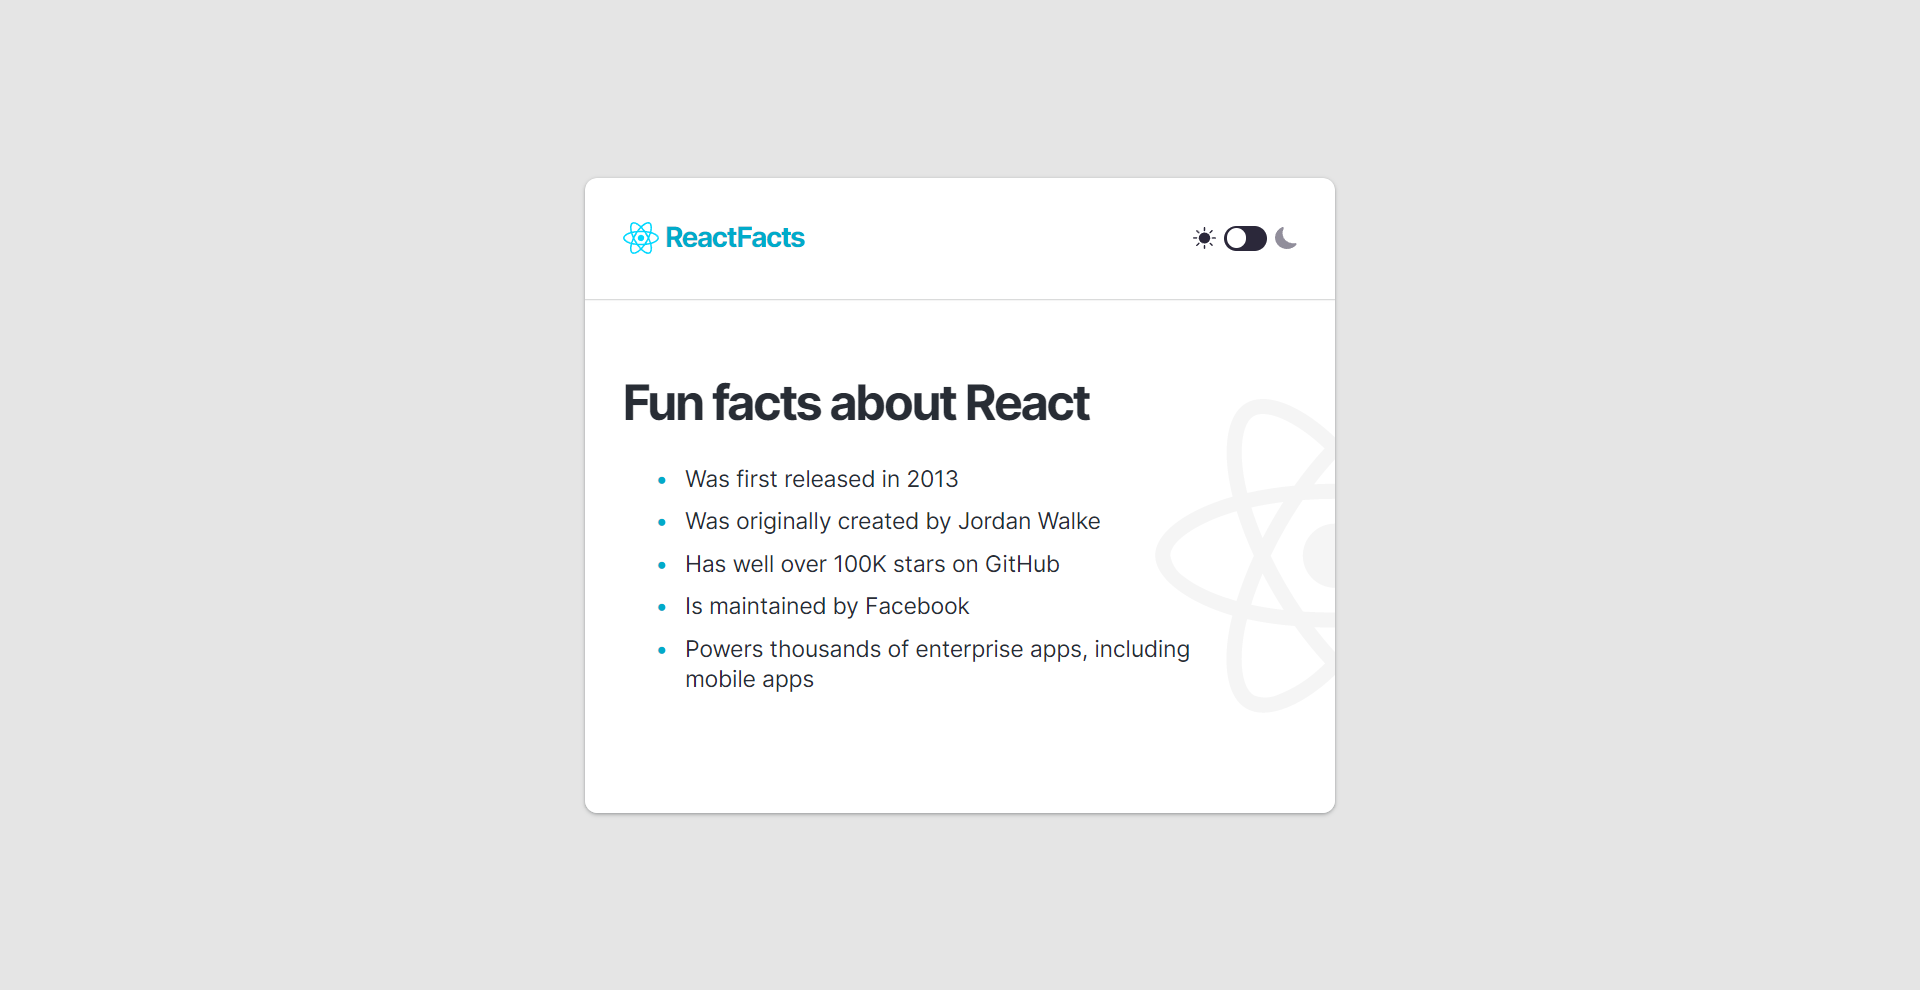 ReactFacts
Fun facts about React
• Was first released in 2013
• Was originally created by Jordan Walke
• Has well over 100K stars on GitHub
• Is maintained by Facebook
• Powers thousands of enterprise apps, including
mobile apps